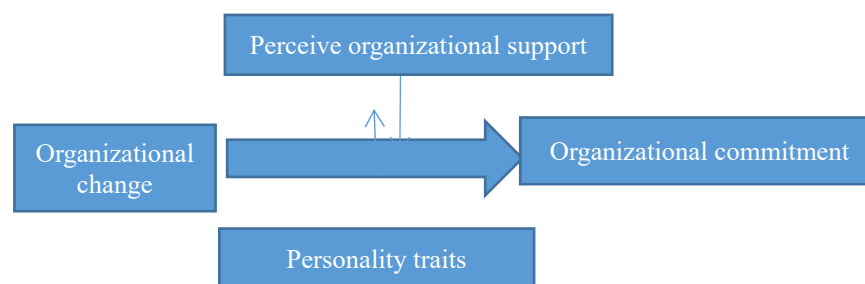 Perceive organizational support
Organizational
change
Organizational commitment
Personality traits